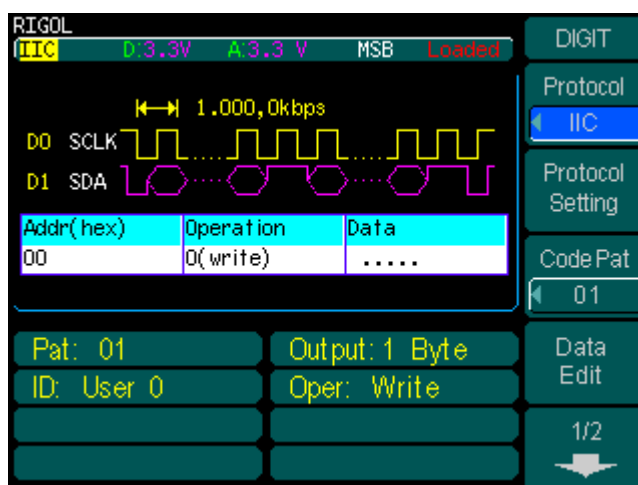 RIGOL
IIC D:3.3V A:3.3 V MSB Loaded
1.000,0kbps
D0 SCLK
D1 SDA
Addr(hex) Operation Data
00 0(write) .....
Pat: 01 Output: 1 Byte
ID: User 0 Oper: Write
DIGIT
Protocol
IIC
Protocol
Setting
Code Pat
01
Data
Edit
1/2